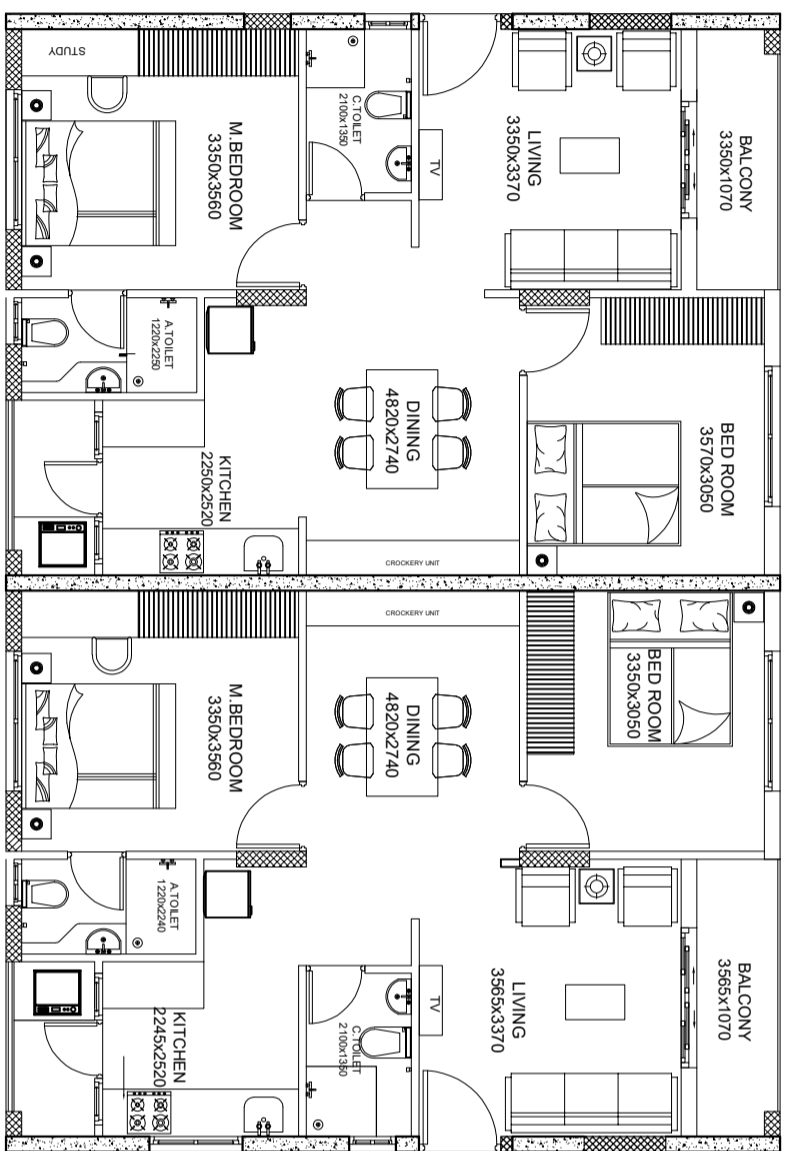 STUDY
M.BEDROOM
3350x3560
C.TOILET
2100x1350
TV
LIVING
3350x3370
BALCONY
3350x1070
A.TOILET
1220x2250
KITCHEN
2250x2520
DINING
4820x2740
BED ROOM
3570x3050
CROCKERY UNIT
CROCKERY UNIT
M.BEDROOM
3350x3560
DINING
4820x2740
BED ROOM
3350x3050
A.TOILET
1220x2240
KITCHEN
2245x2520
C.TOILET
2100x1350
TV
LIVING
3565x3370
BALCONY
3565x1070